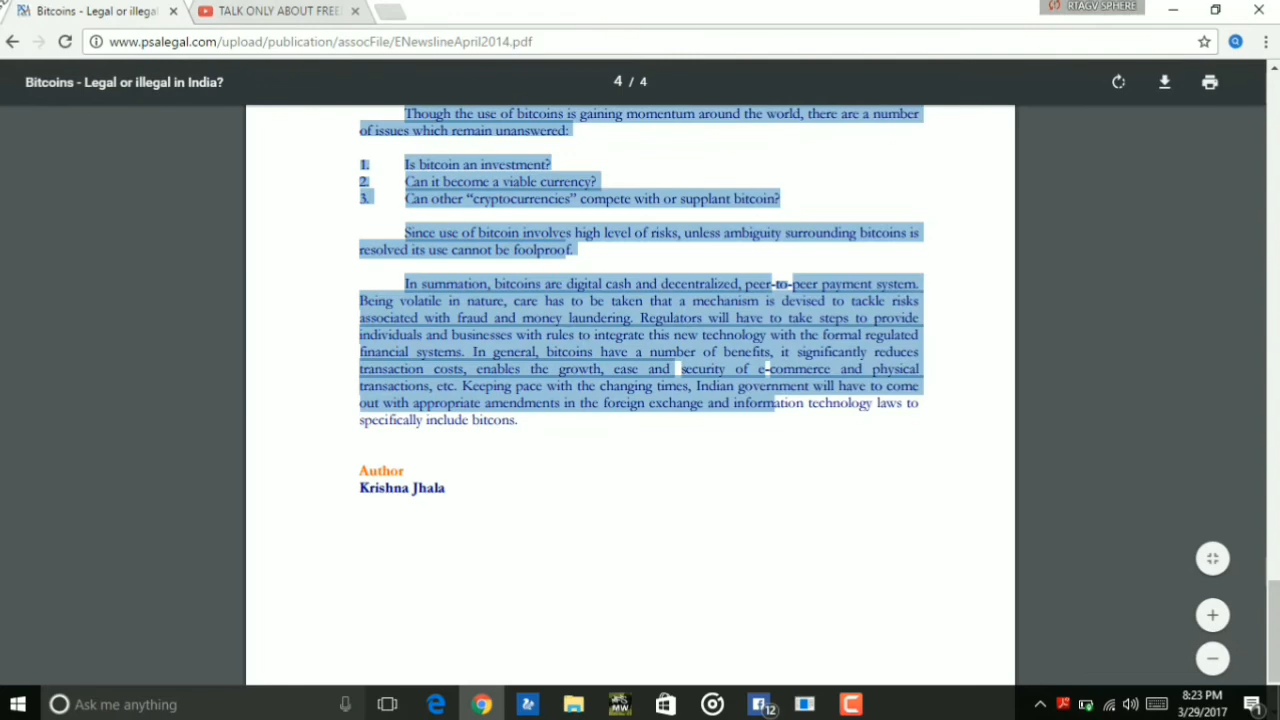 Bitcoins - Legal or illega
TALK ONLY ABOUT FREE
RTAGV SPHERE
www.psalegal.com/upload/publication/assocFile/ENewslineApril2014.pdf
Bitcoins - Legal or illegal in India?
4 / 4
Though the use of bitcoins is gaining momentum around the world, there are a number
of issues which remain unanswered:
1. Is bitcoin an investment?
2. Can it become a viable currency?
3. Can other “cryptocurrencies” compete with or supplant bitcoin?
Since use of bitcoin involves high level of risks, unless ambiguity surrounding bitcoins is
resolved its use cannot be foolproof.
In summation, bitcoins are digital cash and decentralized, peer-to-peer payment system.
Being volatile in nature, care has to be taken that a mechanism is devised to tackle risks
associated with fraud and money laundering. Regulators will have to take steps to provide
individuals and businesses with rules to integrate this new technology with the formal regulated
financial systems. In general, bitcoins have a number of benefits, it significantly reduces
transaction costs, enables the growth, ease and security of e-commerce and physical
transactions, etc. Keeping pace with the changing times, Indian government will have to come
out with appropriate amendments in the foreign exchange and information technology laws to
specifically include bitcons.
Author
Krishna Jhala
Ask me anything
MW
12
8:23 PM
3/29/2017
1